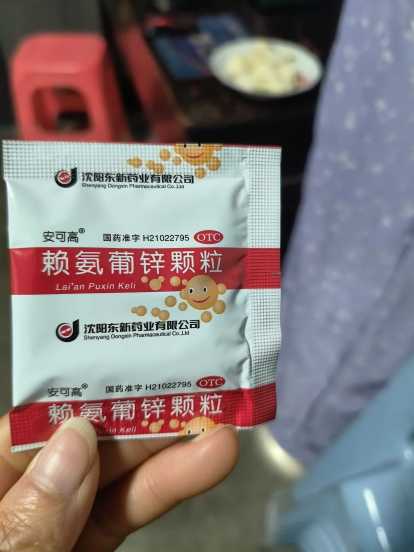 沈阳东新药业有限公司
Shenyang Dongxin Pharmaceutical Co.,Ltd
安可高® 国药准字 H21022795 OTC
赖氨葡锌颗粒
Lai'an Puxin Keli
沈阳东新药业有限公司
Shenyang Dongxin Pharmaceutical Co.,Ltd
安可高® 国药准字 H21022795 OTC
赖氨葡锌颗粒
Puxin Keli